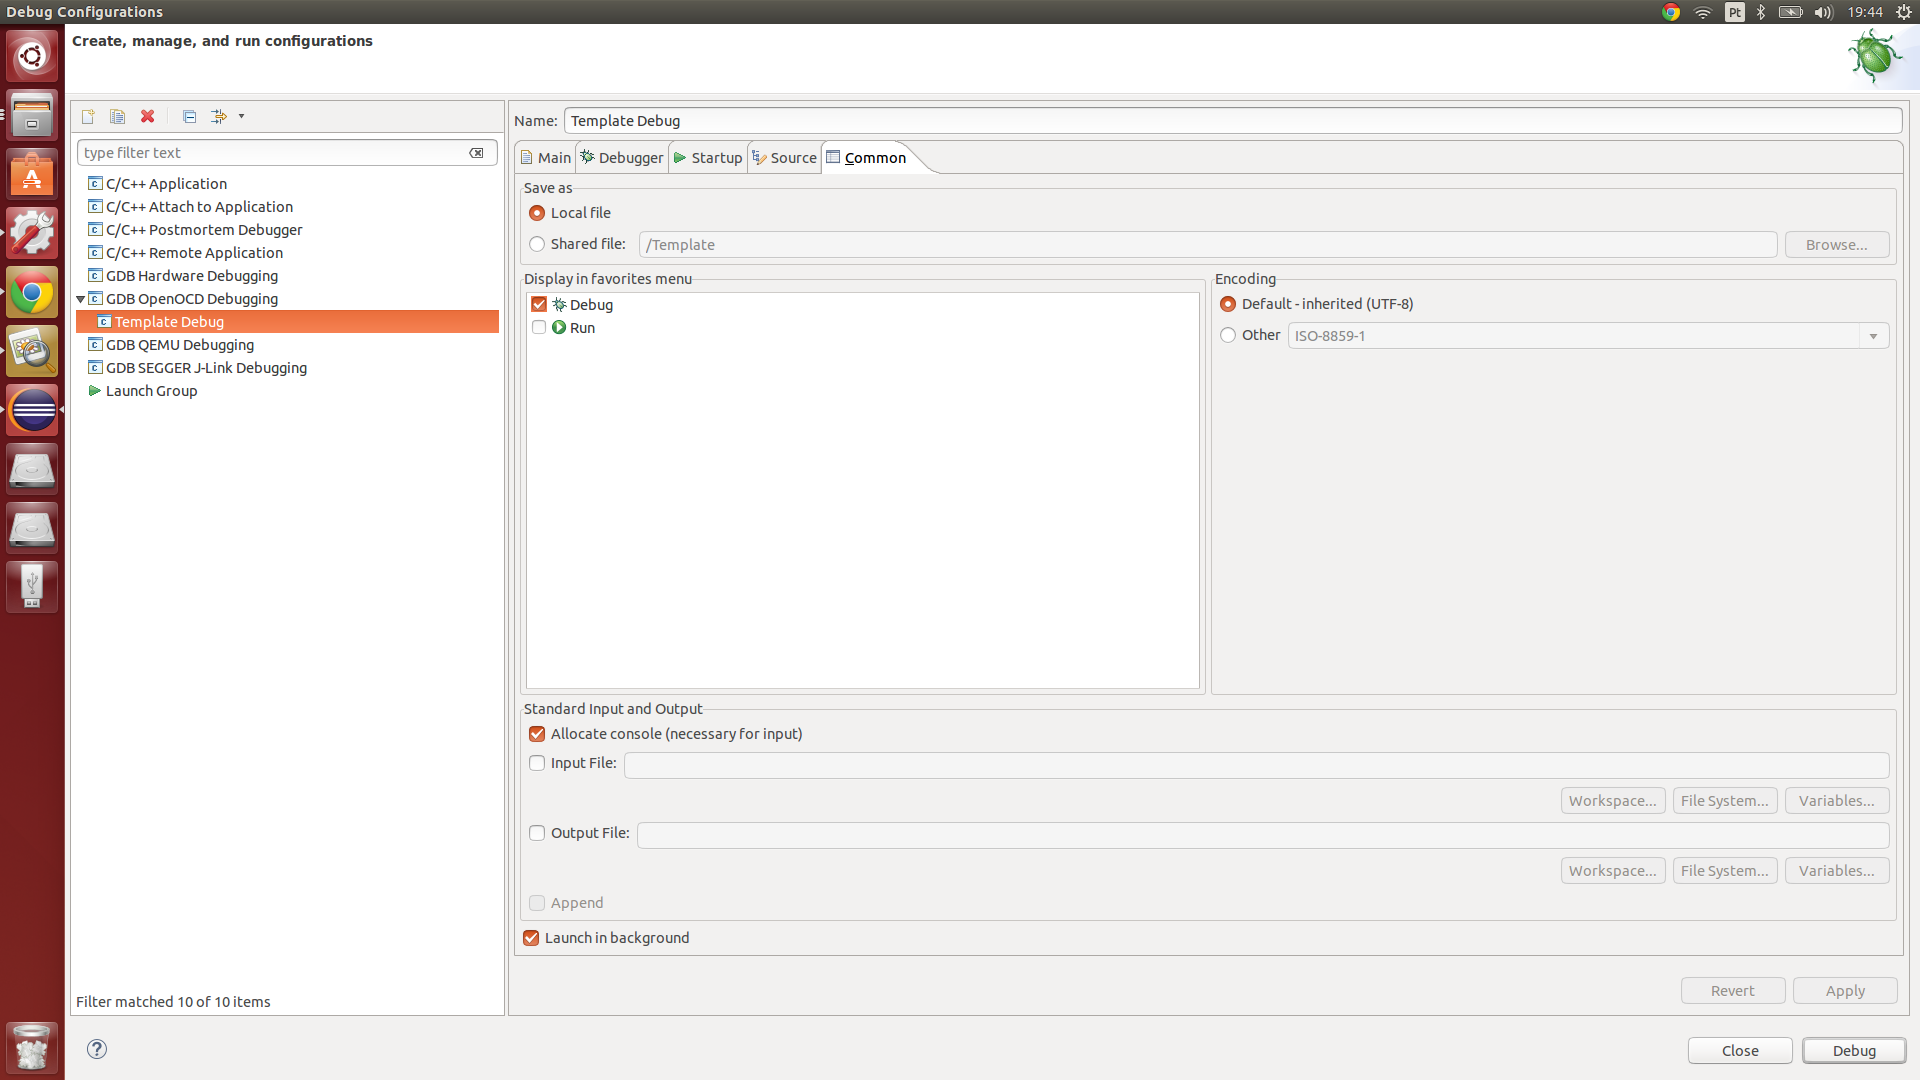 Debug Configurations
Pt
19:44
Create, manage, and run configurations
type filter text
C/C++ Application
C/C++ Attach to Application
C/C++ Postmortem Debugger
C/C++ Remote Application
GDB Hardware Debugging
GDB OpenOCD Debugging
Template Debug
GDB QEMU Debugging
GDB SEGGER J-Link Debugging
Launch Group
Filter matched 10 of 10 items
Name: Template Debug
Main Debugger Startup Source Common
Save as
Local file
Shared file: /Template Browse...
Display in favorites menu
Debug
Run
Encoding
Default - inherited (UTF-8)
Other ISO-8859-1
Standard Input and Output
Allocate console (necessary for input)
Input File:
Workspace... File System... Variables...
Output File:
Workspace... File System... Variables...
Append
Launch in background
Revert Apply
Close Debug